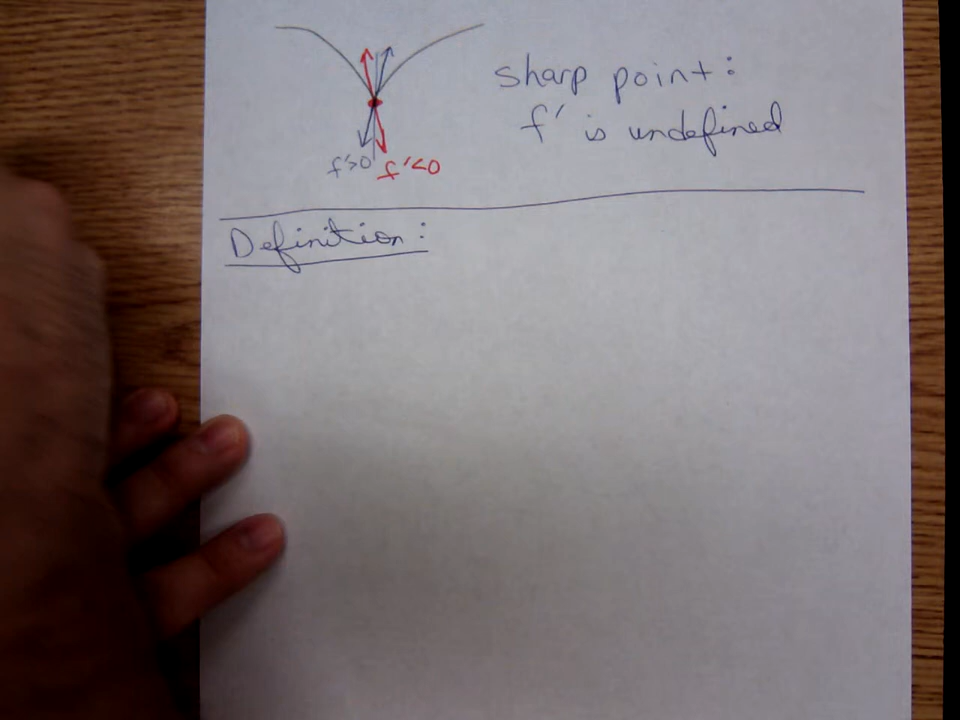 sharp point:
f' is undefined
f'>0 f'<0
Definition: